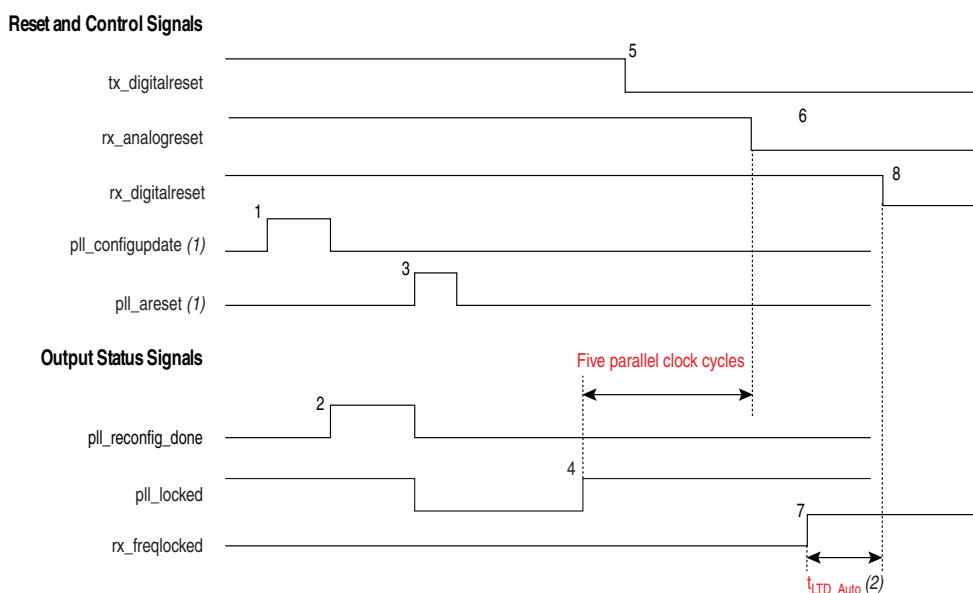 Reset and Control Signals
5
tx_digitalreset
6
rx_analogreset
8
rx_digitalreset
1
pll_configupdate (1)
3
pll_areset (1)
Output Status Signals
Five parallel clock cycles
2
pll_reconfig_done
4
pll_locked
7
rx_freqlocked
tLTD_Auto (2)